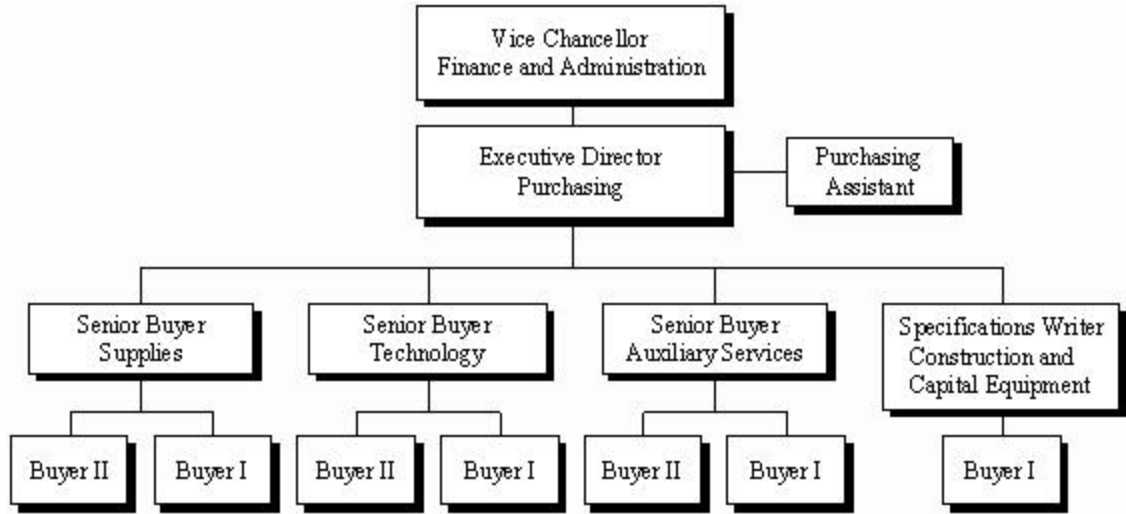 Vice Chancellor
Finance and Administration
Executive Director
Purchasing
Purchasing
Assistant
Senior Buyer
Supplies
Senior Buyer
Technology
Senior Buyer
Auxiliary Services
Specifications Writer
Construction and
Capital Equipment
Buyer II
Buyer I
Buyer II
Buyer I
Buyer II
Buyer I
Buyer I